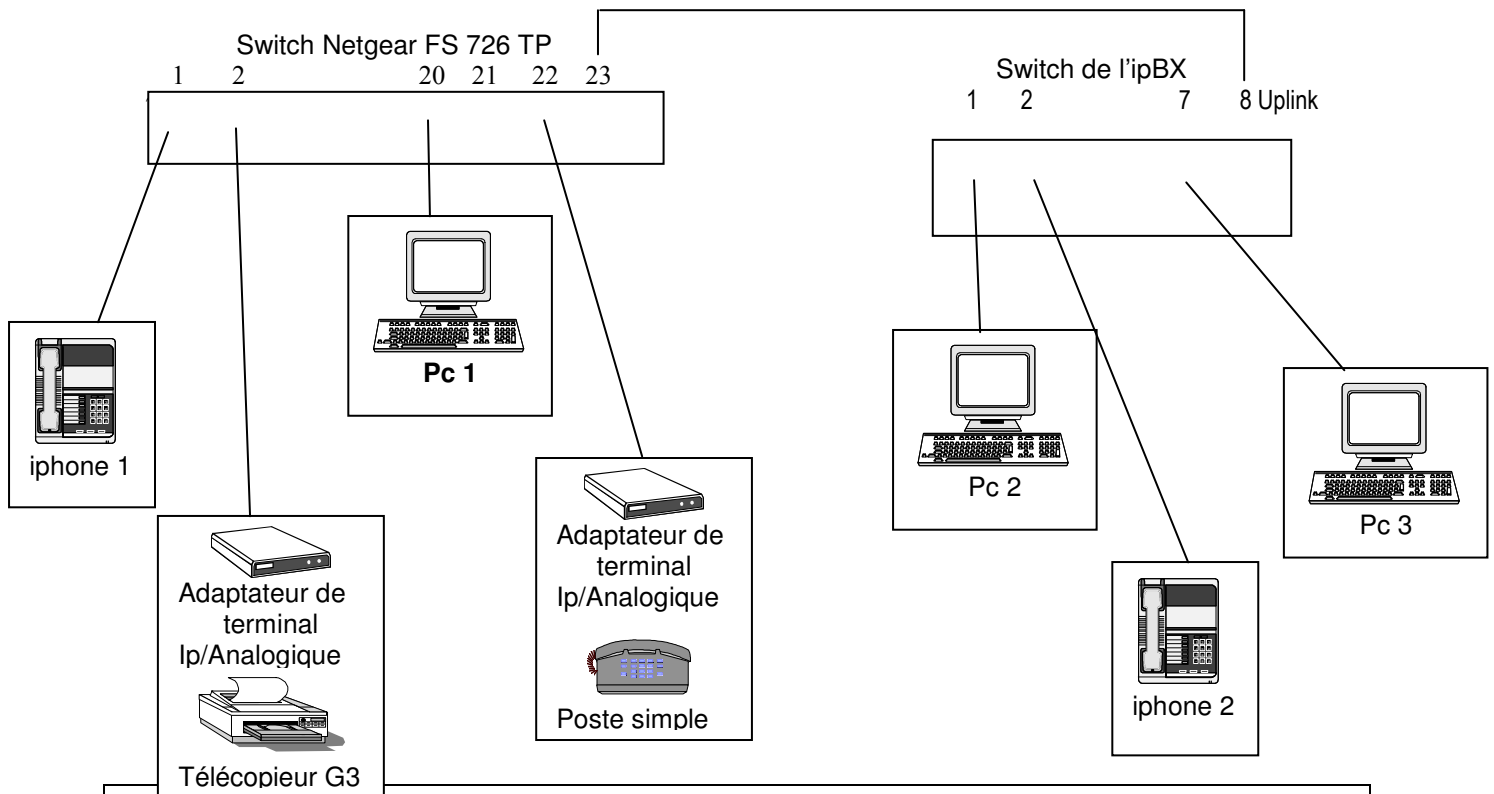 Switch Netgear FS 726 TP
1 2 20 21 22 23
Switch de l'ipBX
1 2 7 8 Uplink
Pc 1
iphone 1
Adaptateur de
terminal
Ip/Analogique
Télécopieur G3
Adaptateur de
terminal
Ip/Analogique
Poste simple
Pc 2
iphone 2
Pc 3